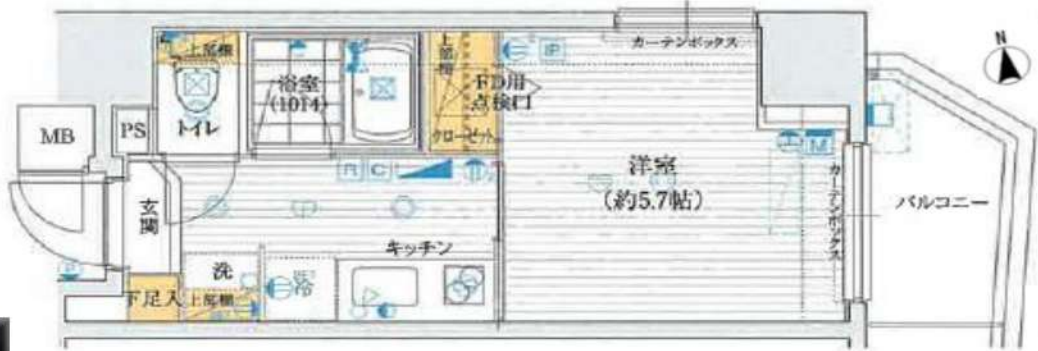 上部棚
トイレ
浴室
(1014)
上部棚
FD用
点検口
クローゼット
IP
カーテンボックス
N
MB
PS
玄関
R C
M
洋室
(約5.7帖)
カーテンボックス
バルコニー
キッチン
洗
冷
下足入
上部棚